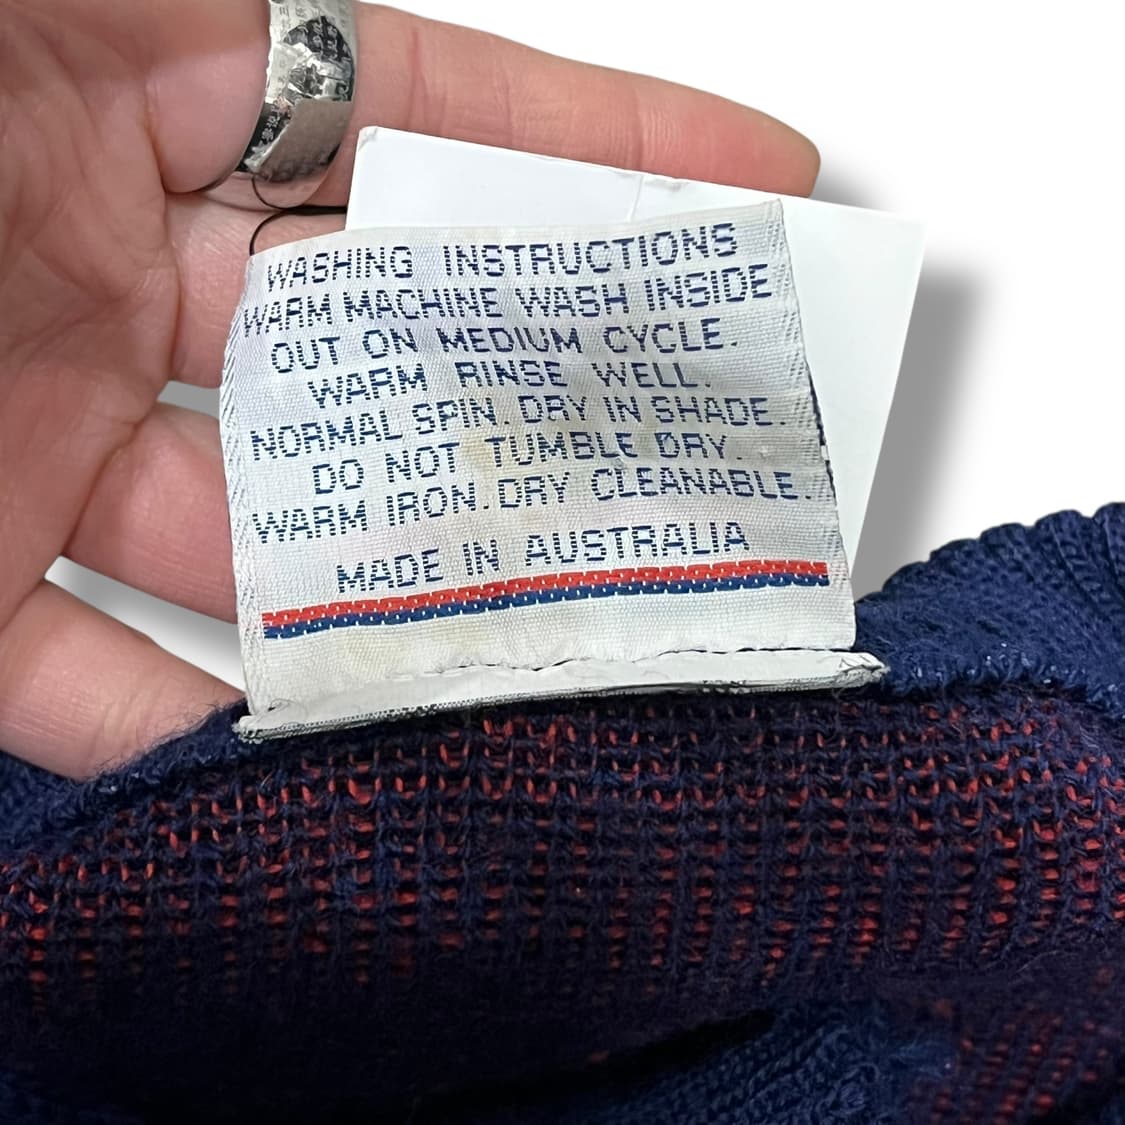 WASHING INSTRUCTIONS
WARM MACHINE WASH INSIDE
OUT ON MEDIUM CYCLE.
WARM RINSE WELL.
NORMAL SPIN. DRY IN SHADE.
DO NOT TUMBLE DRY.
WARM IRON. DRY CLEANABLE.
MADE IN AUSTRALIA